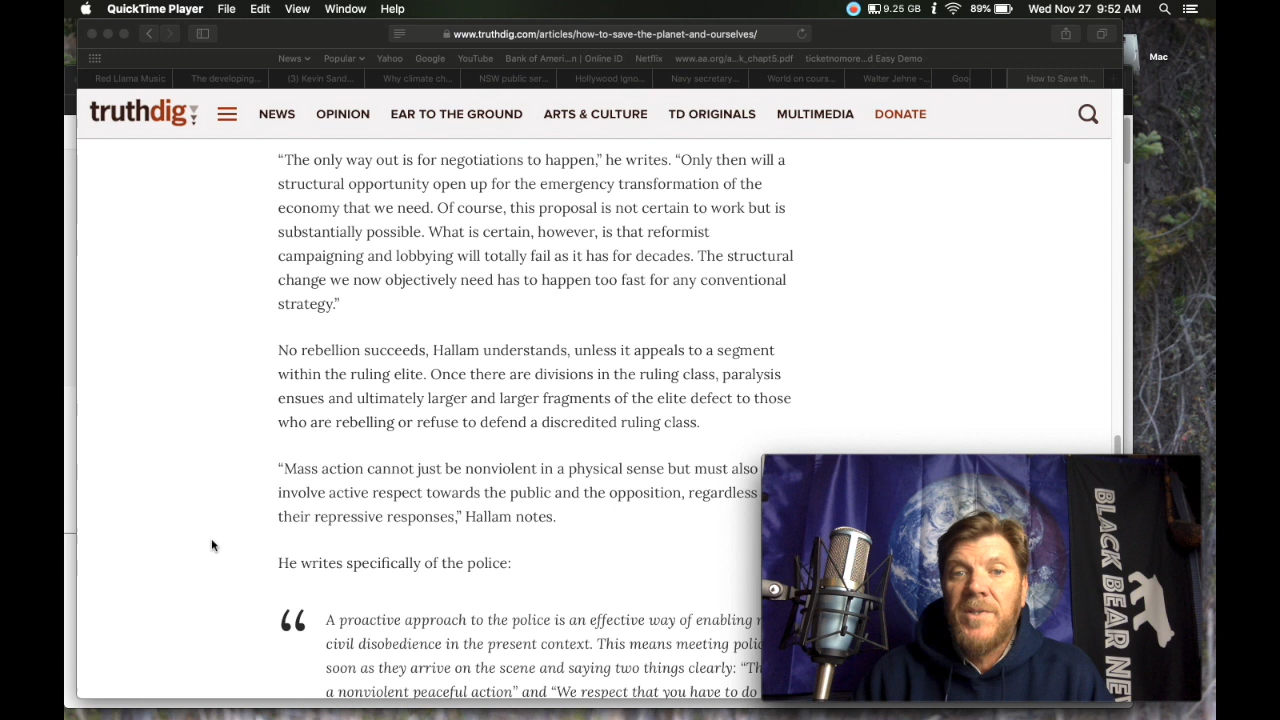 QuickTime Player File Edit View Window Help 9.25 GB 89% Wed Nov 27 9:52 AM
www.truthdig.com/articles/how-to-save-the-planet-and-ourselves/
News Popular Yahoo Google YouTube Bank of Ameri...n | Online ID Netflix www.aa.org/a...k_chapt5.pdf ticketnomore...d Easy Demo
Mac
Red Llama Music The developing... (3) Kevin Sand... Why climate ch... NSW public ser... Hollywood Igno... Navy secretary... World on cours... Walter Jehne -... Goo How to Save th...
truthdig NEWS OPINION EAR TO THE GROUND ARTS & CULTURE TD ORIGINALS MULTIMEDIA DONATE
“The only way out is for negotiations to happen,” he writes. “Only then will a
structural opportunity open up for the emergency transformation of the
economy that we need. Of course, this proposal is not certain to work but is
substantially possible. What is certain, however, is that reformist
campaigning and lobbying will totally fail as it has for decades. The structural
change we now objectively need has to happen too fast for any conventional
strategy.”
No rebellion succeeds, Hallam understands, unless it appeals to a segment
within the ruling elite. Once there are divisions in the ruling class, paralysis
ensues and ultimately larger and larger fragments of the elite defect to those
who are rebelling or refuse to defend a discredited ruling class.
“Mass action cannot just be nonviolent in a physical sense but must also
involve active respect towards the public and the opposition, regardless
their repressive responses,” Hallam notes.
He writes specifically of the police:
“ A proactive approach to the police is an effective way of enabling
civil disobedience in the present context. This means meeting
soon as they arrive on the scene and saying two things clearly:
a nonviolent peaceful action” and “We respect that you have to do
BLACK BEAR NEW